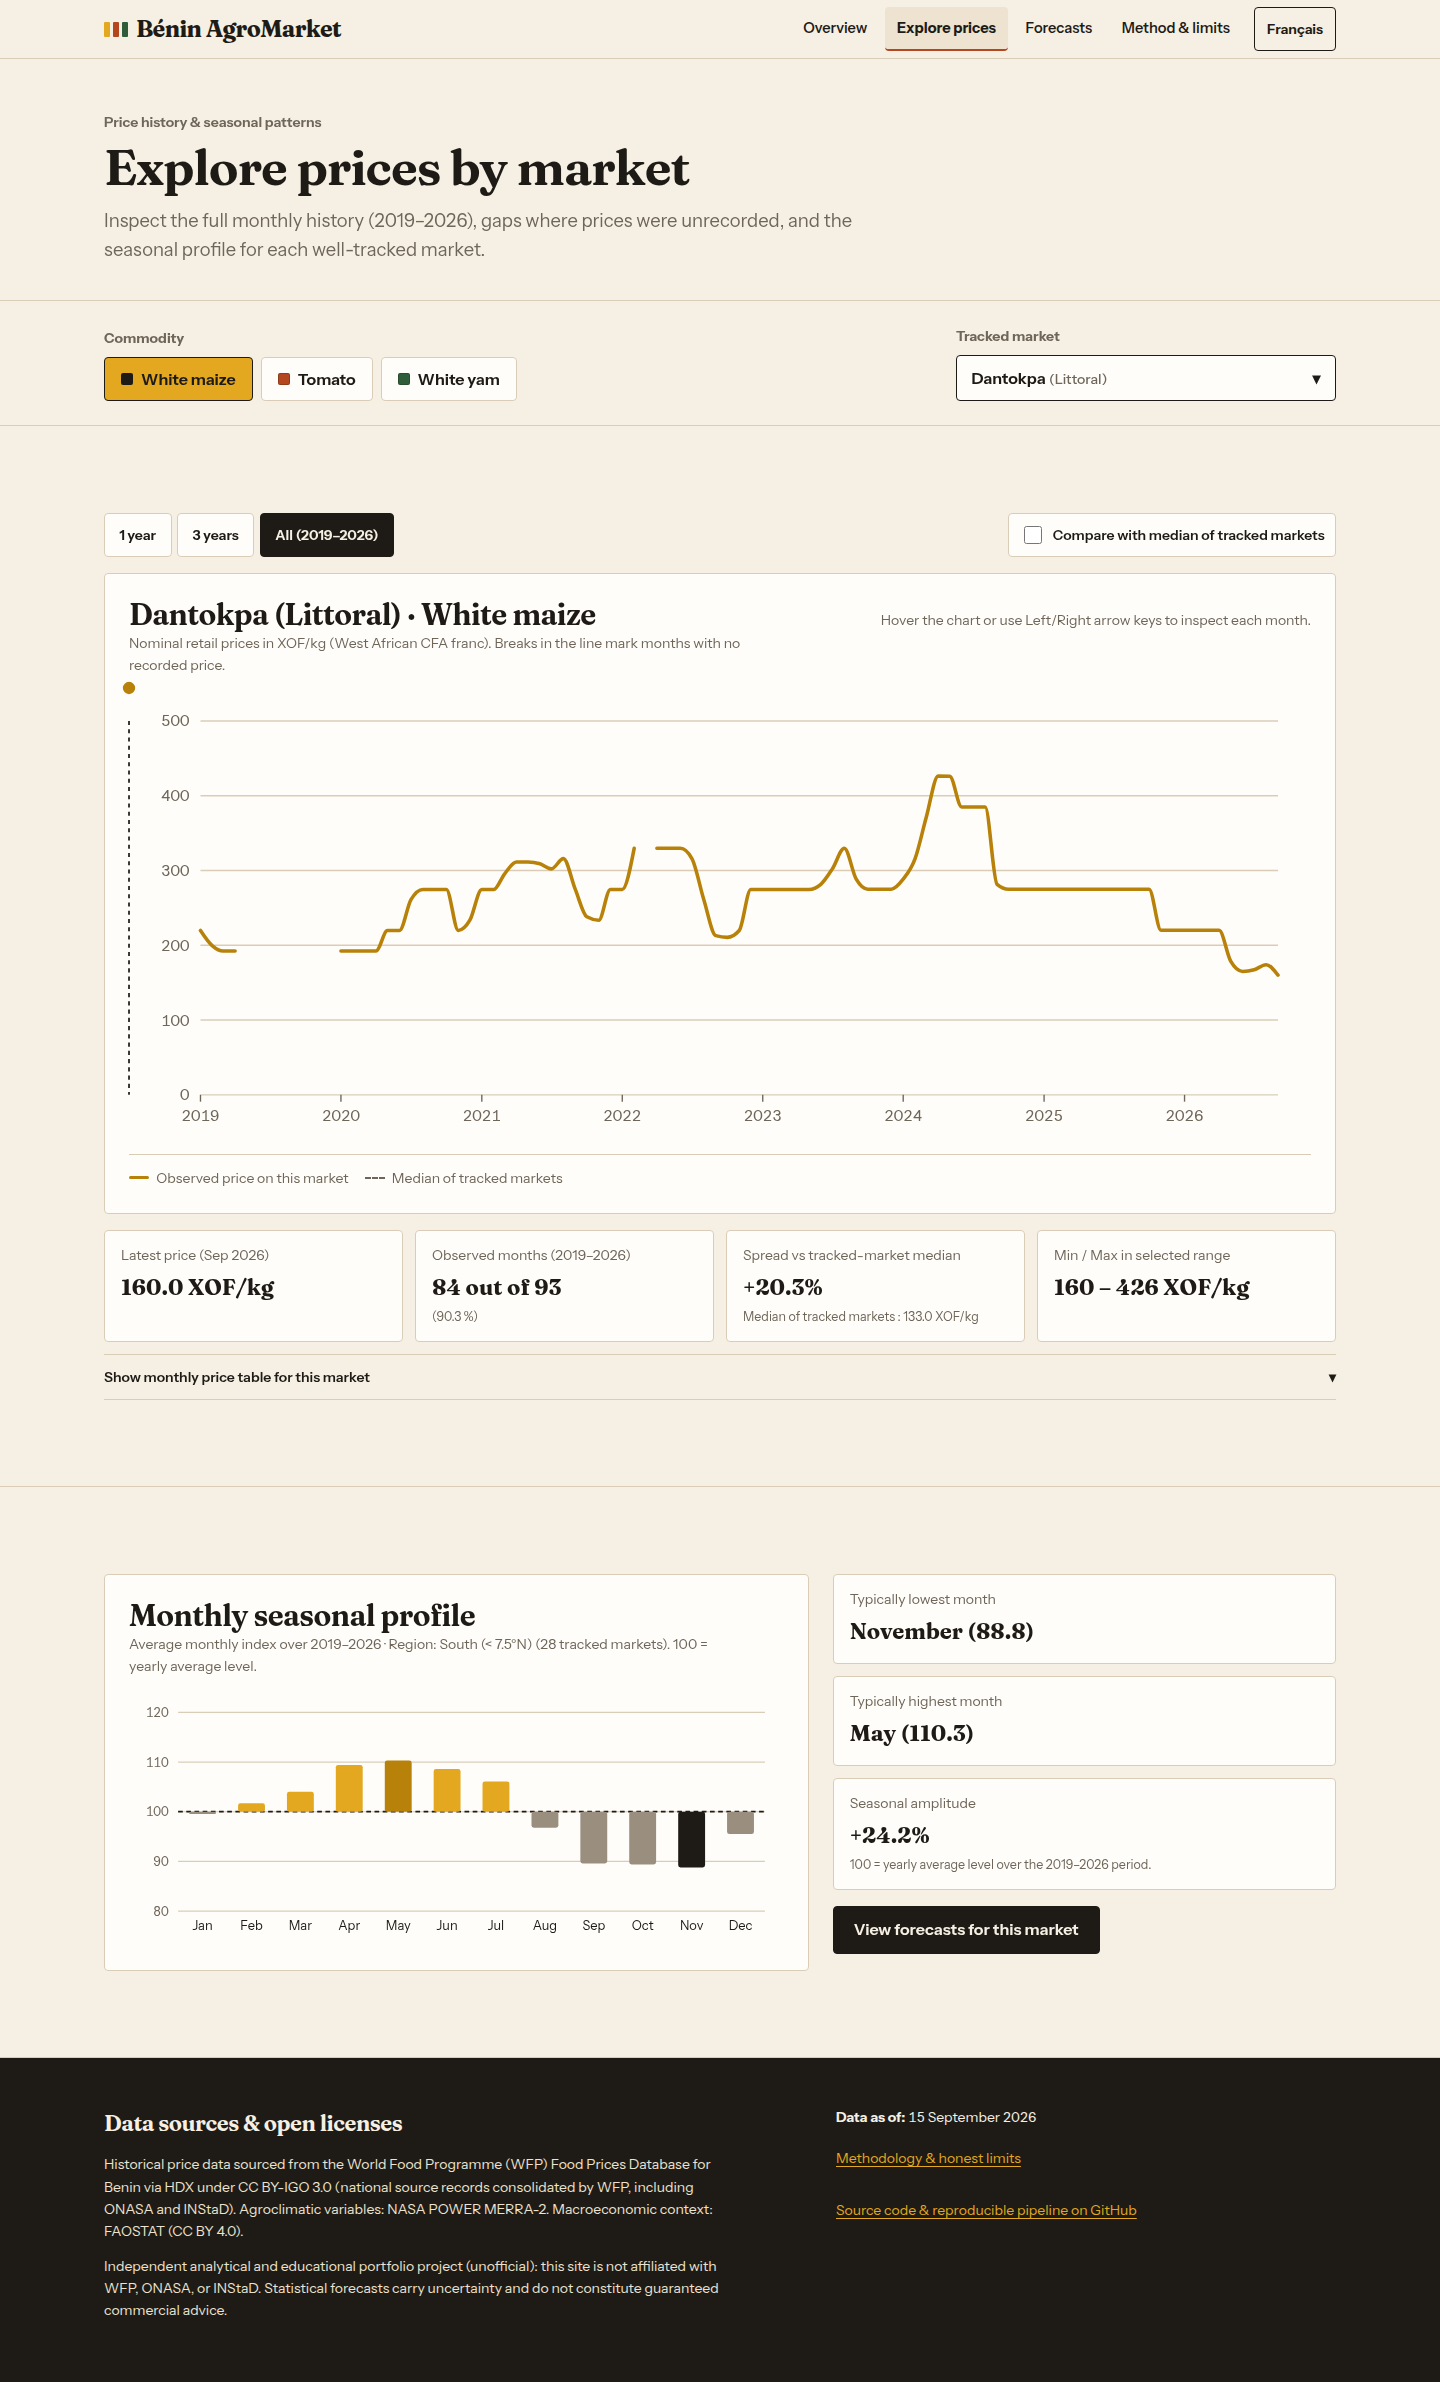 Bénin AgroMarket
Overview
Explore prices
Forecasts
Method & limits
Français
Price history & seasonal patterns
Explore prices by market
Inspect the full monthly history (2019–2026), gaps where prices were unrecorded, and the
seasonal profile for each well-tracked market.
Commodity
White maize
Tomato
White yam
Tracked market
Dantokpa (Littoral)
▼
1 year
3 years
All (2019–2026)
Compare with median of tracked markets
Dantokpa (Littoral) · White maize
Hover the chart or use Left/Right arrow keys to inspect each month.
Nominal retail prices in XOF/kg (West African CFA franc). Breaks in the line mark months with no
recorded price.
500
400
300
200
100
0
2019
2020
2021
2022
2023
2024
2025
2026
Observed price on this market
Median of tracked markets
Latest price (Sep 2026)
160.0 XOF/kg
Observed months (2019–2026)
84 out of 93
(90.3 %)
Spread vs tracked-market median
+20.3%
Median of tracked markets : 133.0 XOF/kg
Min / Max in selected range
160 – 426 XOF/kg
Show monthly price table for this market
▼
Monthly seasonal profile
Average monthly index over 2019–2026 · Region: South (< 7.5°N) (28 tracked markets). 100 =
yearly average level.
120
110
100
90
80
Jan
Feb
Mar
Apr
May
Jun
Jul
Aug
Sep
Oct
Nov
Dec
Typically lowest month
November (88.8)
Typically highest month
May (110.3)
Seasonal amplitude
+24.2%
100 = yearly average level over the 2019–2026 period.
View forecasts for this market
Data sources & open licenses
Historical price data sourced from the World Food Programme (WFP) Food Prices Database for
Benin via HDX under CC BY-IGO 3.0 (national source records consolidated by WFP, including
ONASA and INStaD). Agroclimatic variables: NASA POWER MERRA-2. Macroeconomic context:
FAOSTAT (CC BY 4.0).
Independent analytical and educational portfolio project (unofficial): this site is not affiliated with
WFP, ONASA, or INStaD. Statistical forecasts carry uncertainty and do not constitute guaranteed
commercial advice.
Data as of: 15 September 2026
Methodology & honest limits
Source code & reproducible pipeline on GitHub